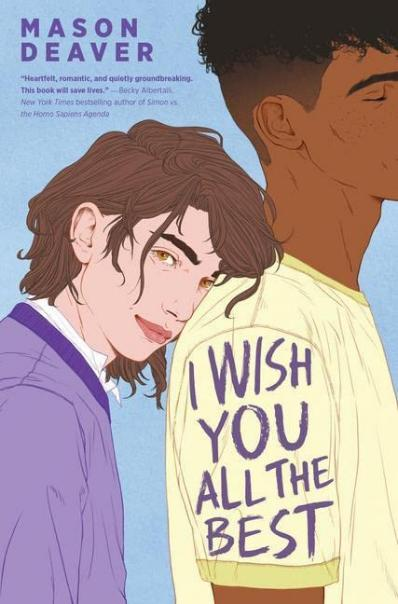 MASON
DEAVER
“Heartfelt, romantic, and quietly groundbreaking.
This book will save lives.” —Becky Albertalli,
New York Times bestselling author of Simon vs.
the Homo Sapiens Agenda
I WISH
YOU
ALL THE
BEST